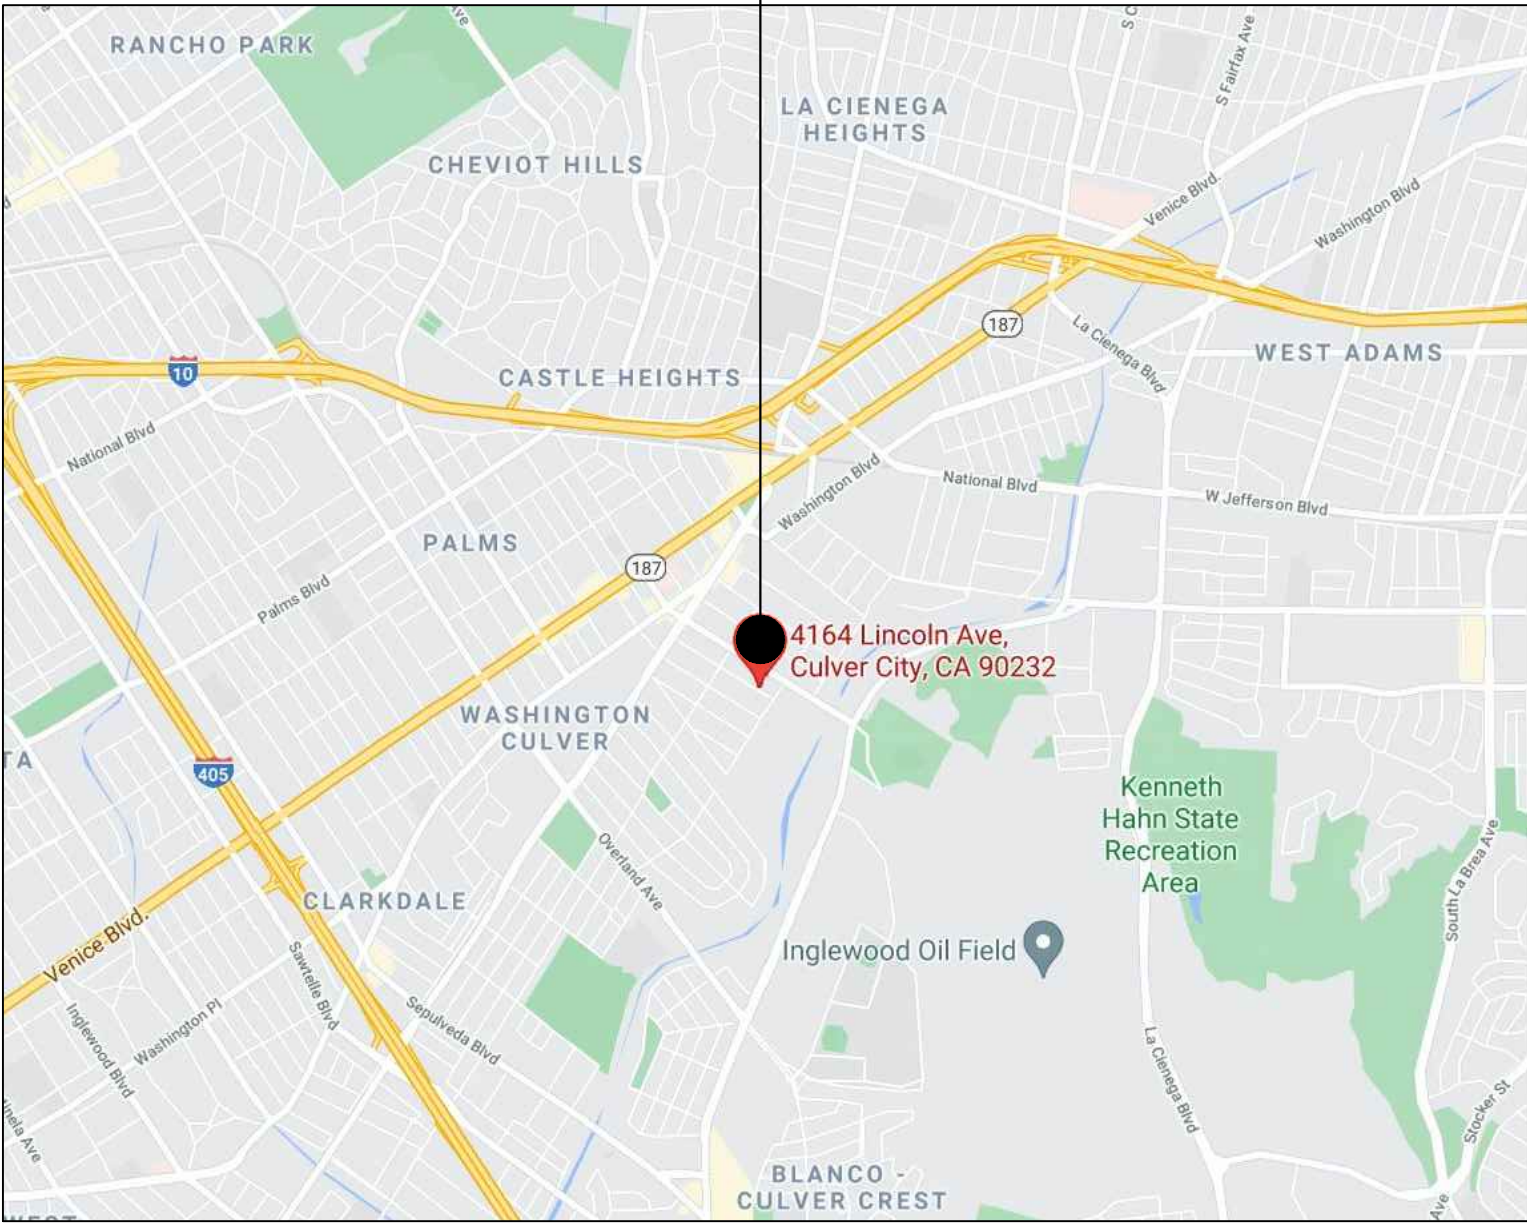 Ave
S Fairfax Ave
RANCHO PARK
LA CIENEGA
HEIGHTS
CHEVIOT HILLS
Venice Blvd.
Washington Blvd
187
La Cienega Blvd
WEST ADAMS
10
CASTLE HEIGHTS
National Blvd
Washington Blvd
National Blvd
W Jefferson Blvd
PALMS
187
Palms Blvd
4164 Lincoln Ave,
Culver City, CA 90232
WASHINGTON
CULVER
TA
405
Kenneth
Hahn State
Recreation
Area
Overland Ave
South La Brea Ave
CLARKDALE
Venice Blvd.
Inglewood Oil Field
Sawtelle Blvd
Sepulveda Blvd
Washington Pl
Inglewood Blvd
La Cienega Blvd
Stocker St
Ave
BLANCO -
CULVER CREST
Ave